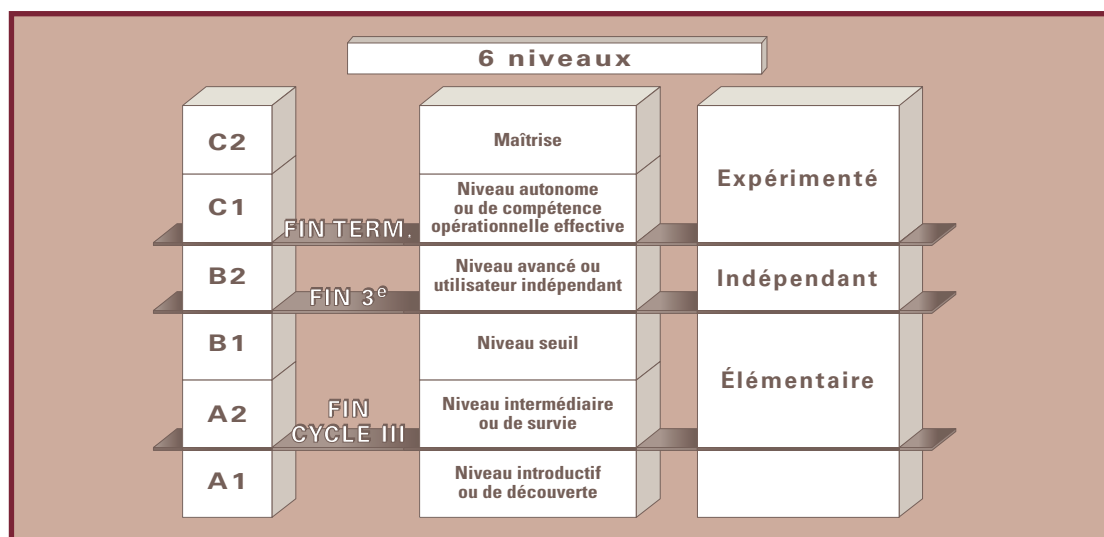 6 niveaux
C2
Maîtrise
Expérimenté
C1
Niveau autonome
ou de compétence
opérationnelle effective
FIN TERM.
B2
Niveau avancé ou
utilisateur indépendant
Indépendant
FIN 3e
B1
Niveau seuil
Élémentaire
A2
Niveau intermédiaire
ou de survie
FIN
CYCLE III
A1
Niveau introductif
ou de découverte